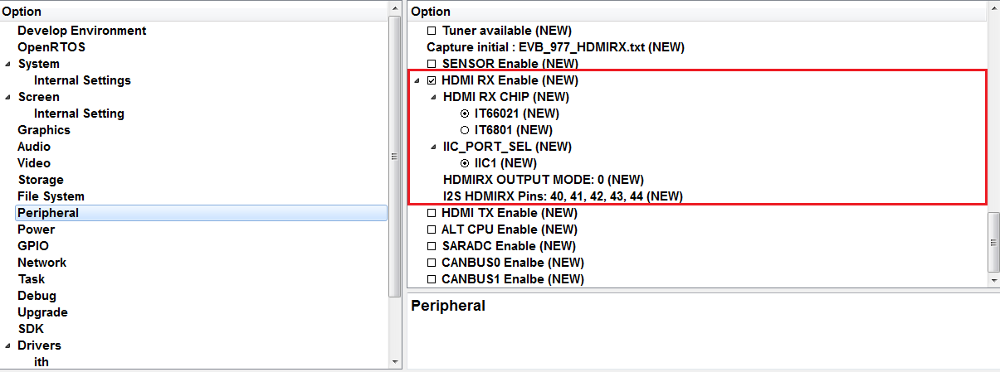 Option
Develop Environment
OpenRTOS
System
Internal Settings
Screen
Internal Setting
Graphics
Audio
Video
Storage
File System
Peripheral
Power
GPIO
Network
Task
Debug
Upgrade
SDK
Drivers
ith
Option
Tuner available (NEW)
Capture initial : EVB_977_HDMIRX.txt (NEW)
SENSOR Enable (NEW)
HDMI RX Enable (NEW)
HDMI RX CHIP (NEW)
IT66021 (NEW)
IT6801 (NEW)
IIC_PORT_SEL (NEW)
IIC1 (NEW)
HDMIRX OUTPUT MODE: 0 (NEW)
I2S HDMIRX Pins: 40, 41, 42, 43, 44 (NEW)
HDMI TX Enable (NEW)
ALT CPU Enable (NEW)
SARADC Enable (NEW)
CANBUS0 Enalbe (NEW)
CANBUS1 Enalbe (NEW)
Peripheral